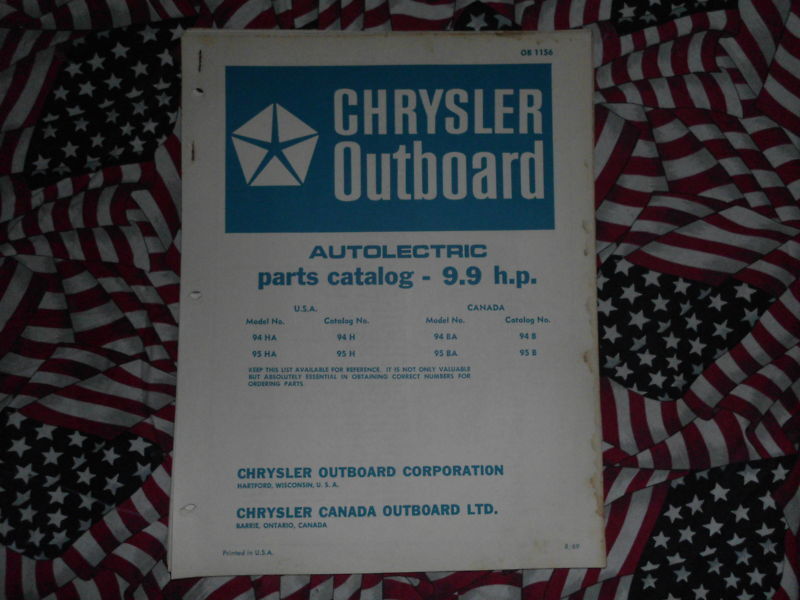 OB 1156
CHRYSLER
Outboard
AUTOLECTRIC
parts catalog - 9.9 h.p.
U.S.A. CANADA
Model No. Catalog No. Model No. Catalog No.
94 HA 94 H 94 BA 94 B
95 HA 95 H 95 BA 95 B
KEEP THIS LIST AVAILABLE FOR REFERENCE. IT IS NOT ONLY VALUABLE
BUT ABSOLUTELY ESSENTIAL IN OBTAINING CORRECT NUMBERS FOR
ORDERING PARTS.
CHRYSLER OUTBOARD CORPORATION
HARTFORD, WISCONSIN, U. S. A.
CHRYSLER CANADA OUTBOARD LTD.
BARRIE, ONTARIO, CANADA
Printed in U.S.A. 8/69